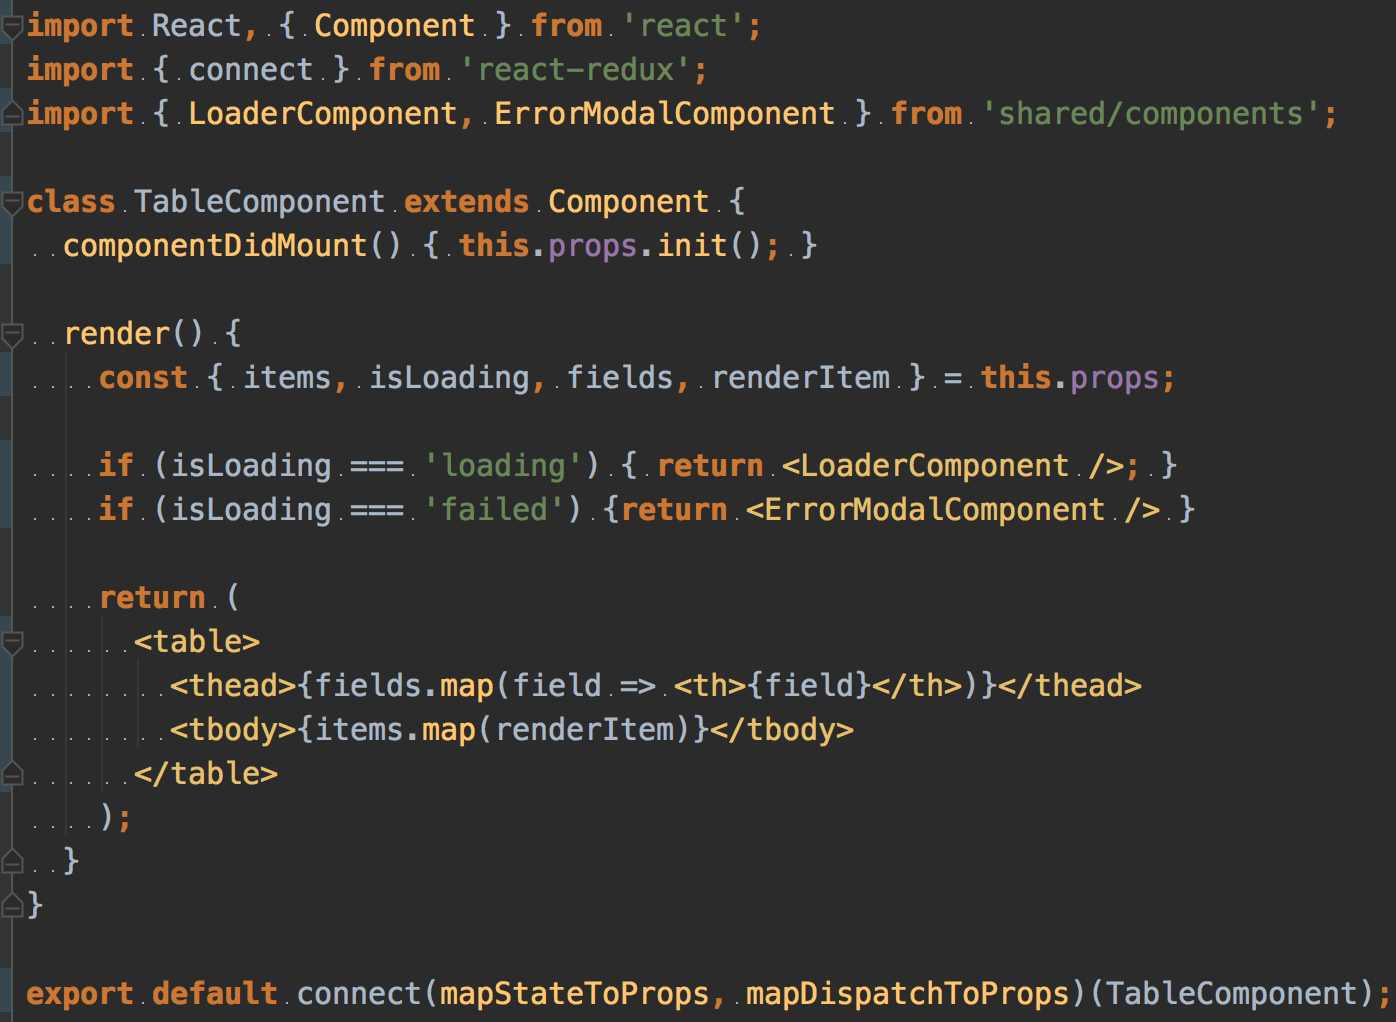 import React, { Component } from 'react';
import { connect } from 'react-redux';
import { LoaderComponent, ErrorModalComponent } from 'shared/components';

class TableComponent extends Component {
  componentDidMount() { this.props.init(); }

  render() {
    const { items, isLoading, fields, renderItem } = this.props;

    if (isLoading === 'loading') { return <LoaderComponent />; }
    if (isLoading === 'failed') {return <ErrorModalComponent /> }

    return (
      <table>
        <thead>{fields.map(field => <th>{field}</th>)}</thead>
        <tbody>{items.map(renderItem)}</tbody>
      </table>
    );
  }
}

export default connect(mapStateToProps, mapDispatchToProps)(TableComponent);